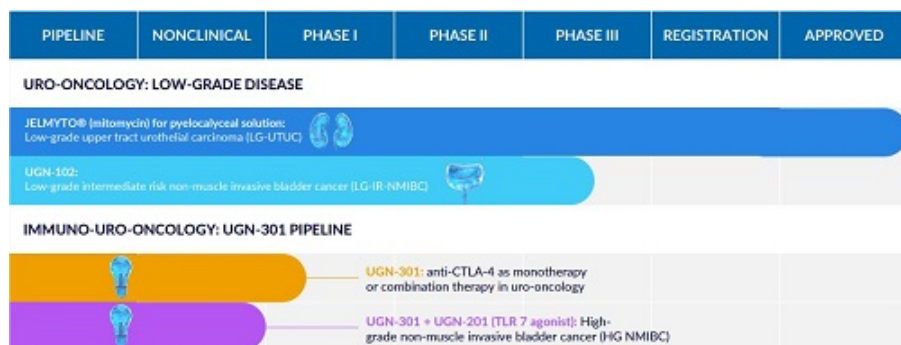 PIPELINE NONCLINICAL PHASE I PHASE II PHASE III REGISTRATION APPROVED
URO-ONCOLOGY: LOW-GRADE DISEASE
JELMYTO® (mitomycin) for pyelocalyceal solution:
Low-grade upper tract urothelial carcinoma (LG-UTUC)
UGN-102:
Low-grade intermediate risk non-muscle invasive bladder cancer (LG-IR-NMIBC)
IMMUNO-URO-ONCOLOGY: UGN-301 PIPELINE
UGN-301: anti-CTLA-4 as monotherapy
or combination therapy in uro-oncology
UGN-301 + UGN-201 (TLR 7 agonist): High-
grade non-muscle invasive bladder cancer (HG NMIBC)